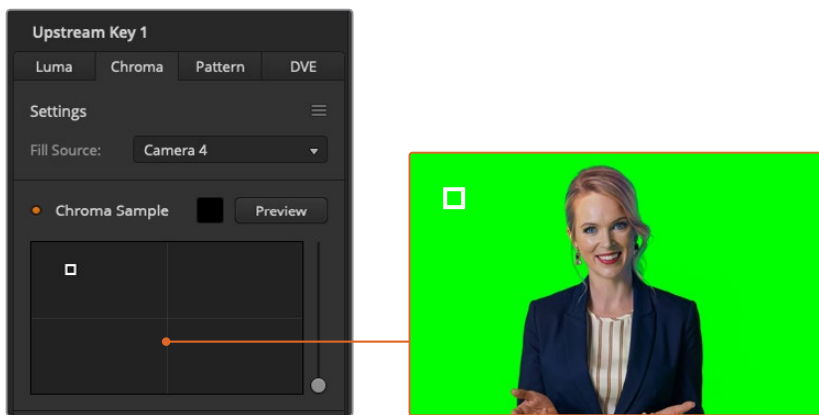 Upstream Key 1
Luma Chroma Pattern DVE
Settings
Fill Source: Camera 4
Chroma Sample Preview